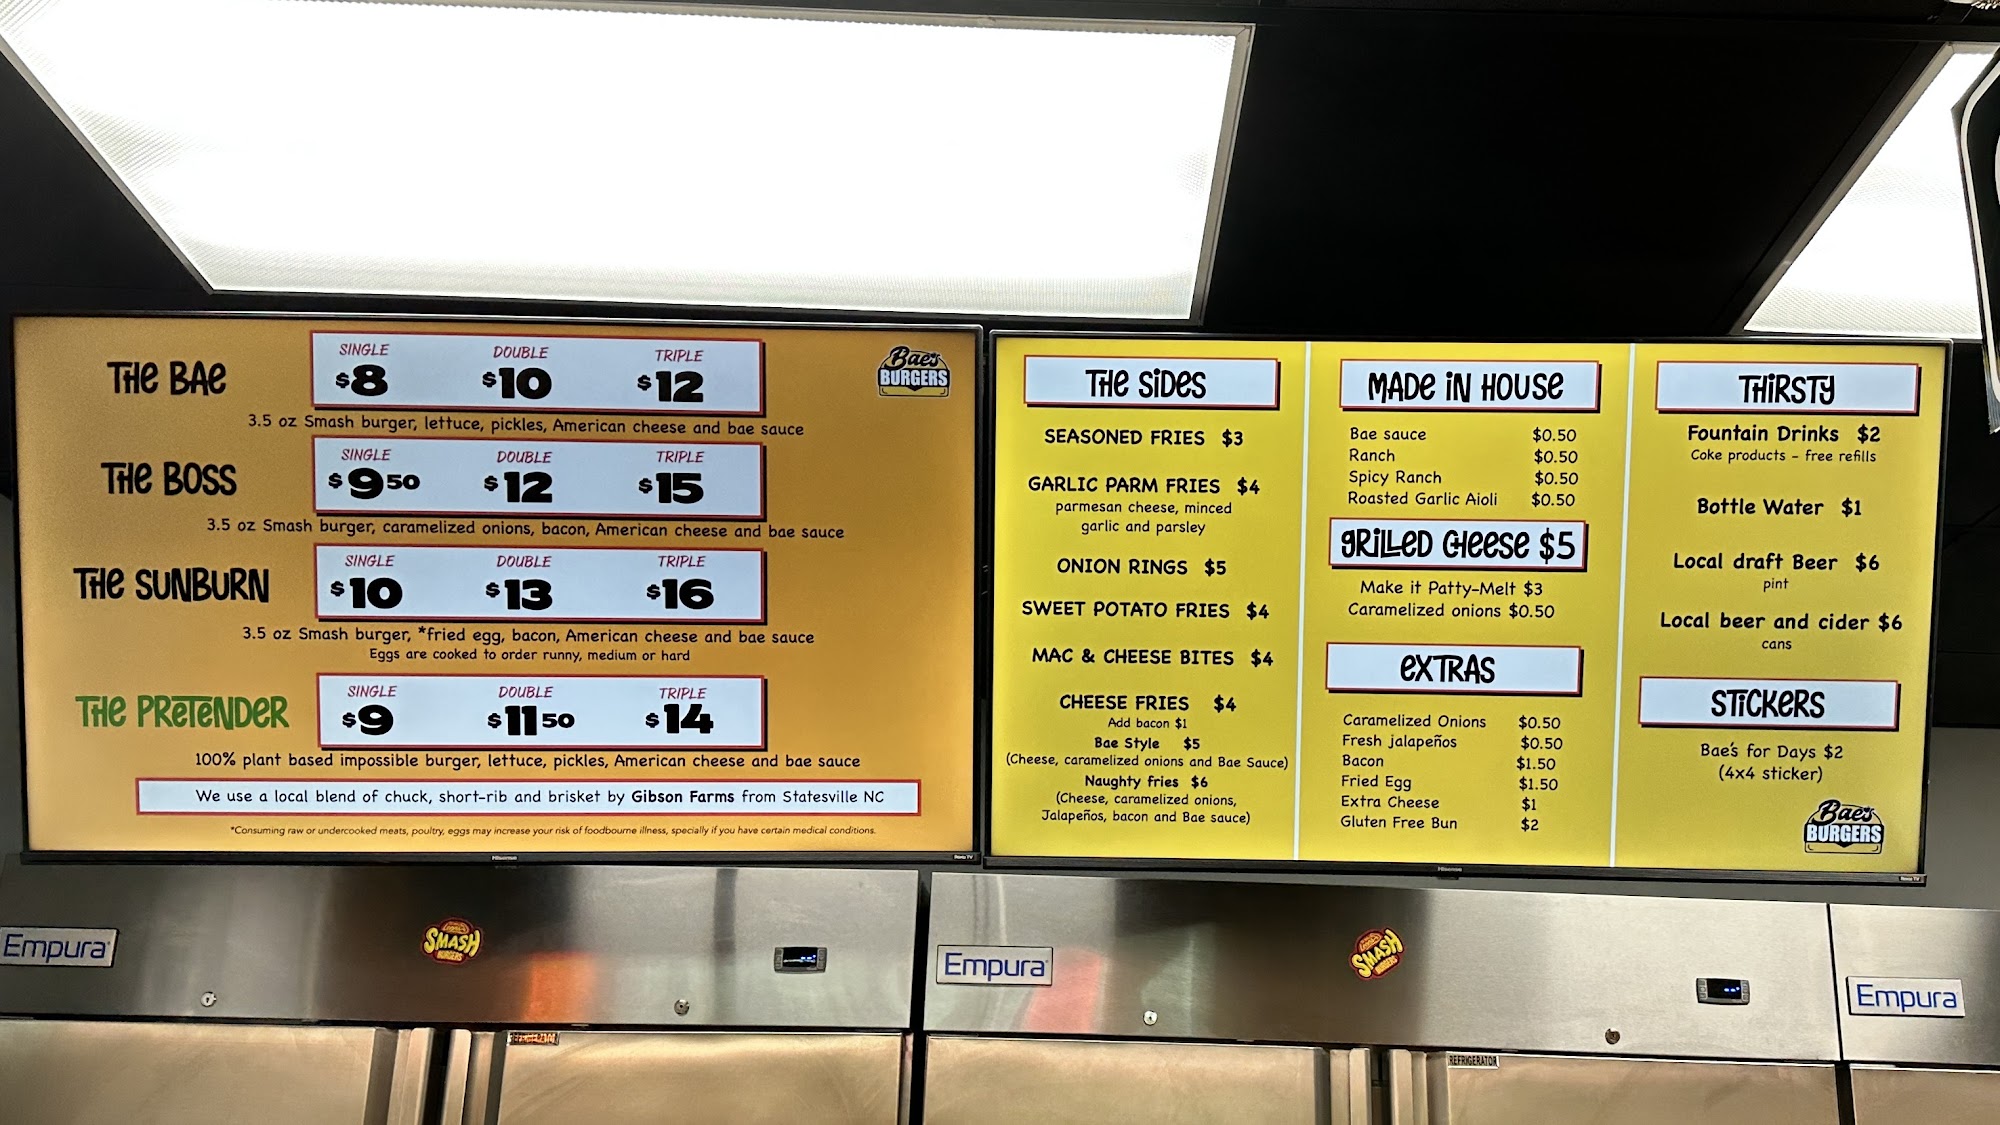 THE BAE
SINGLE DOUBLE TRIPLE
$8 $10 $12
3.5 oz Smash burger, lettuce, pickles, American cheese and bae sauce
THE BOSS
SINGLE DOUBLE TRIPLE
$9 50 $12 $15
3.5 oz Smash burger, caramelized onions, bacon, American cheese and bae sauce
THE SUNBURN
SINGLE DOUBLE TRIPLE
$10 $13 $16
3.5 oz Smash burger, *fried egg, bacon, American cheese and bae sauce
Eggs are cooked to order runny, medium or hard
THE PRETENDER
SINGLE DOUBLE TRIPLE
$9 $11 50 $14
100% plant based impossible burger, lettuce, pickles, American cheese and bae sauce
We use a local blend of chuck, short-rib and brisket by Gibson Farms from Statesville NC
*Consuming raw or undercooked meats, poultry, eggs may increase your risk of foodbourne illness, specially if you have certain medical conditions.
Bae's
BURGERS
Hisense
Roku TV
THE SIDES
SEASONED FRIES $3
GARLIC PARM FRIES $4
parmesan cheese, minced
garlic and parsley
ONION RINGS $5
SWEET POTATO FRIES $4
MAC & CHEESE BITES $4
CHEESE FRIES $4
Add bacon $1
Bae Style $5
(Cheese, caramelized onions and Bae Sauce)
Naughty fries $6
(Cheese, caramelized onions,
Jalapeños, bacon and Bae sauce)
MADE IN HOUSE
Bae sauce $0.50
Ranch $0.50
Spicy Ranch $0.50
Roasted Garlic Aioli $0.50
GRILLED CHEESE $5
Make it Patty-Melt $3
Caramelized onions $0.50
EXTRAS
Caramelized Onions $0.50
Fresh jalapeños $0.50
Bacon $1.50
Fried Egg $1.50
Extra Cheese $1
Gluten Free Bun $2
THIRSTY
Fountain Drinks $2
Coke products - free refills
Bottle Water $1
Local draft Beer $6
pint
Local beer and cider $6
cans
STICKERS
Bae's for Days $2
(4x4 sticker)
Bae's
BURGERS
Hisense
Roku TV
Empura
SMASH
BURGERS
Empura
SMASH
BURGERS
Empura
REFRIGERATOR